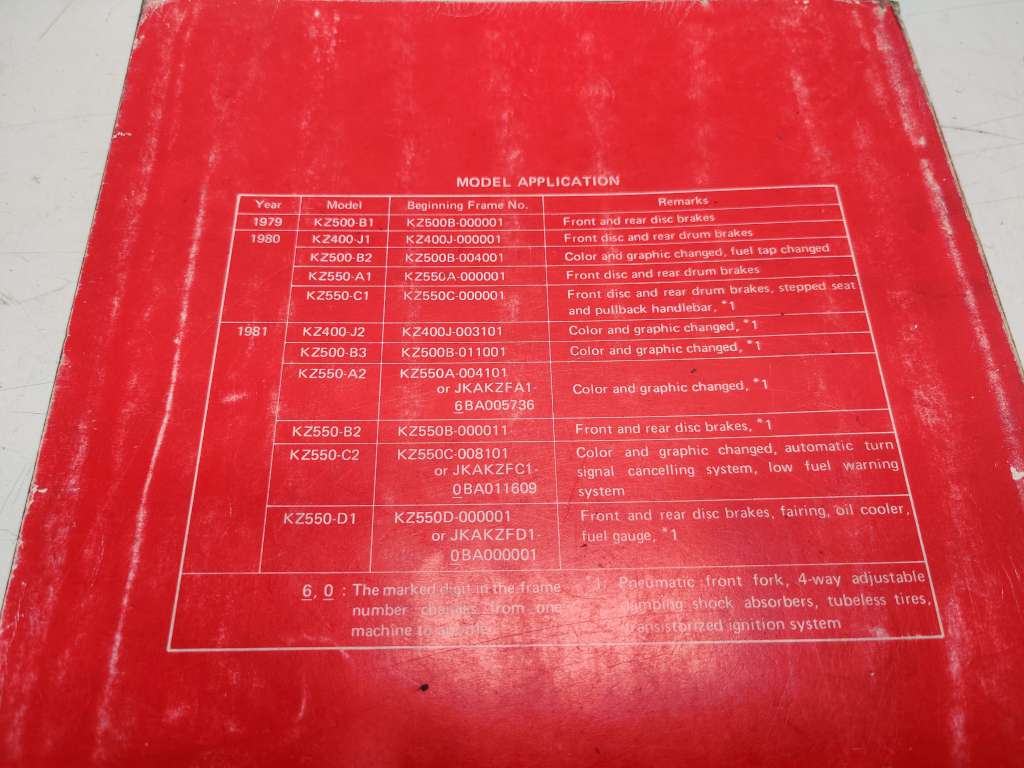 MODEL APPLICATION
Year Model Beginning Frame No. Remarks
1979 KZ500-B1 KZ500B-000001 Front and rear disc brakes
1980 KZ400-J1 KZ400J-000001 Front disc and rear drum brakes
KZ500-B2 KZ500B-004001 Color and graphic changed, fuel tap changed
KZ550-A1 KZ550A-000001 Front disc and rear drum brakes
KZ550-C1 KZ550C-000001 Front disc and rear drum brakes, stepped seat
and pullback handlebar, *1
1981 KZ400-J2 KZ400J-003101 Color and graphic changed, *1
KZ500-B3 KZ500B-011001 Color and graphic changed, *1
KZ550-A2 KZ550A-004101
or JKAKZFA1- Color and graphic changed, *1
6BA005736
KZ550-B2 KZ550B-000011 Front and rear disc brakes, *1
KZ550-C2 KZ550C-008101 Color and graphic changed, automatic turn
or JKAKZFC1- signal cancelling system, low fuel warning
0BA011609 system
KZ550-D1 KZ550D-000001 Front and rear disc brakes, fairing, oil cooler,
or JKAKZFD1- fuel gauge, *1
0BA000001
6, 0 : The marked digit in the frame
number changes from one
machine to another.
*1: Pneumatic front fork, 4-way adjustable
dumping shock absorbers, tubeless tires,
transistorized ignition system